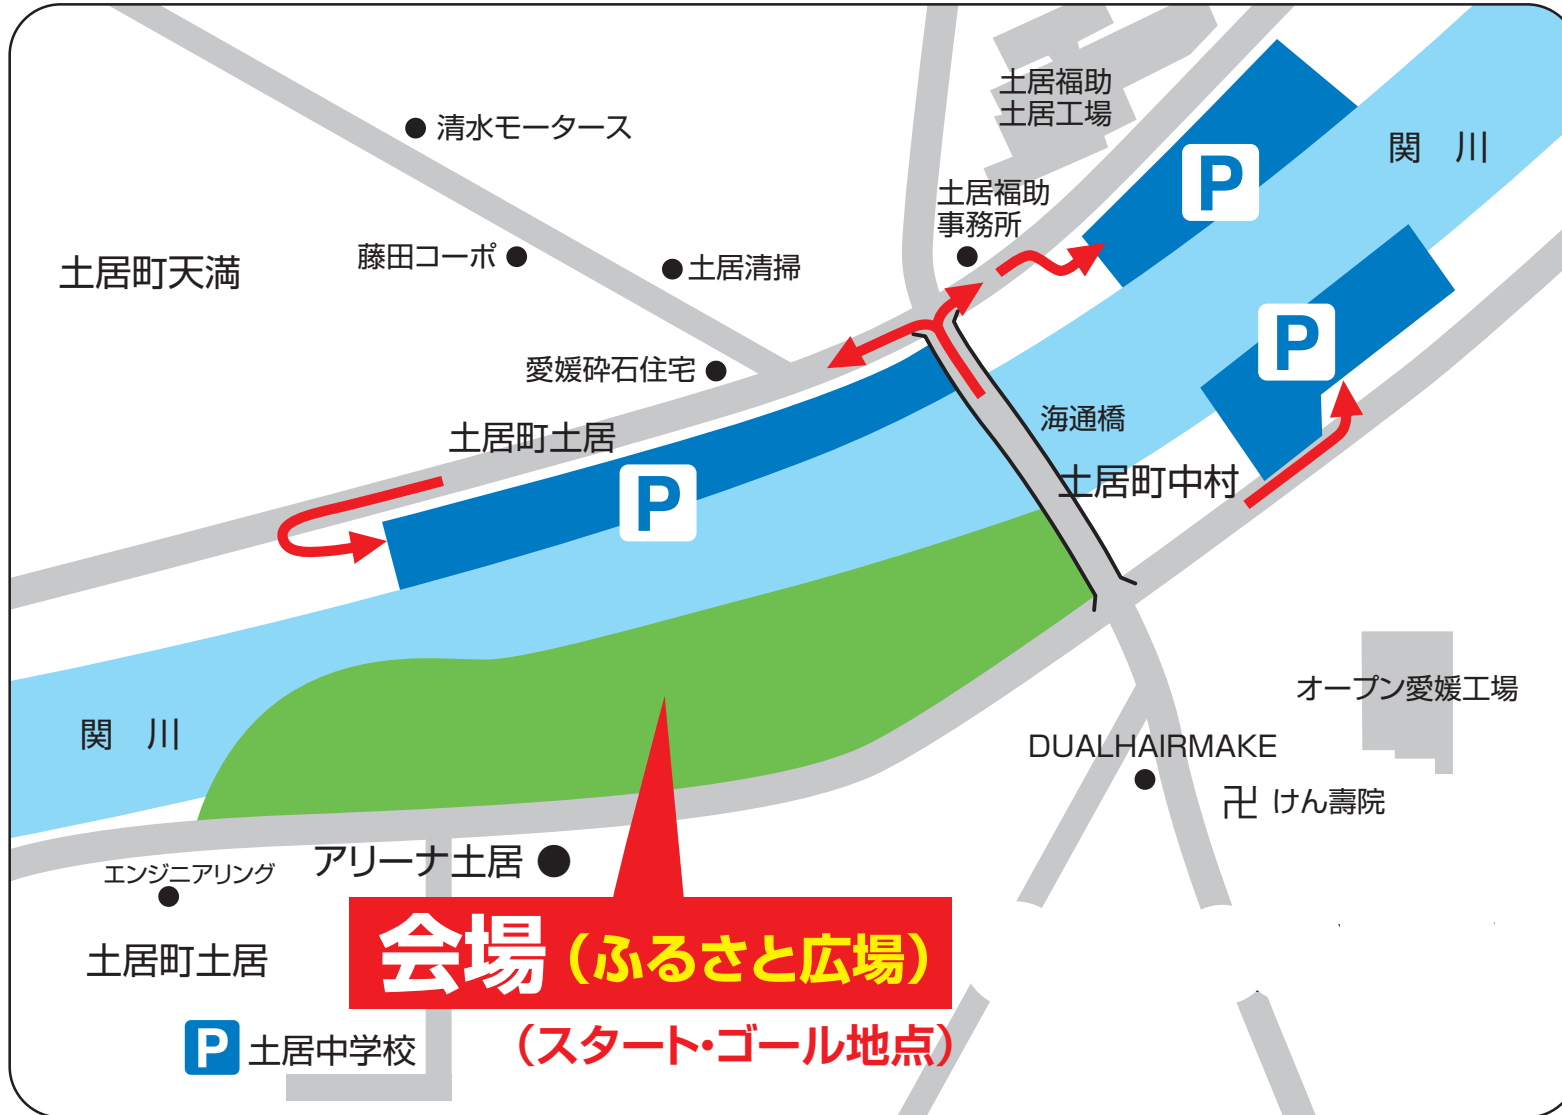 土居福助
土居工場
清水モータース
関 川
P
土居福助
事務所
藤田コーポ
土居清掃
土居町天満
P
愛媛砕石住宅
海通橋
土居町土居
土居町中村
P
オープン愛媛工場
関 川
DUALHAIRMAKE
卍 けん壽院
アリーナ土居
エンジニアリング
会場(ふるさと広場)
土居町土居
(スタート・ゴール地点)
P 土居中学校